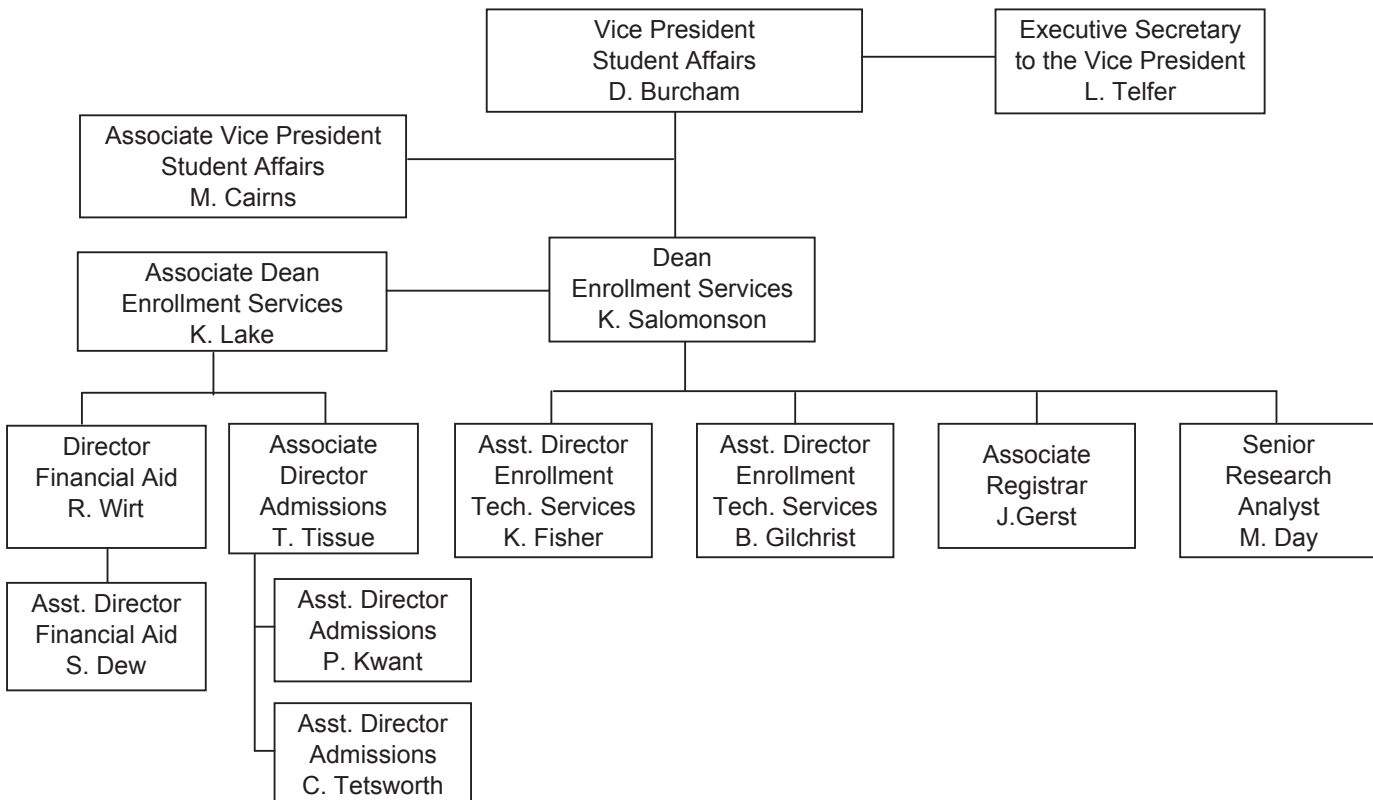 Vice President
Student Affairs
D. Burcham
Executive Secretary
to the Vice President
L. Telfer
Associate Vice President
Student Affairs
M. Cairns
Associate Dean
Enrollment Services
K. Lake
Dean
Enrollment Services
K. Salomonson
Director
Financial Aid
R. Wirt
Associate
Director
Admissions
T. Tissue
Asst. Director
Enrollment
Tech. Services
K. Fisher
Asst. Director
Enrollment
Tech. Services
B. Gilchrist
Associate
Registrar
J.Gerst
Senior
Research
Analyst
M. Day
Asst. Director
Financial Aid
S. Dew
Asst. Director
Admissions
P. Kwant
Asst. Director
Admissions
C. Tetsworth